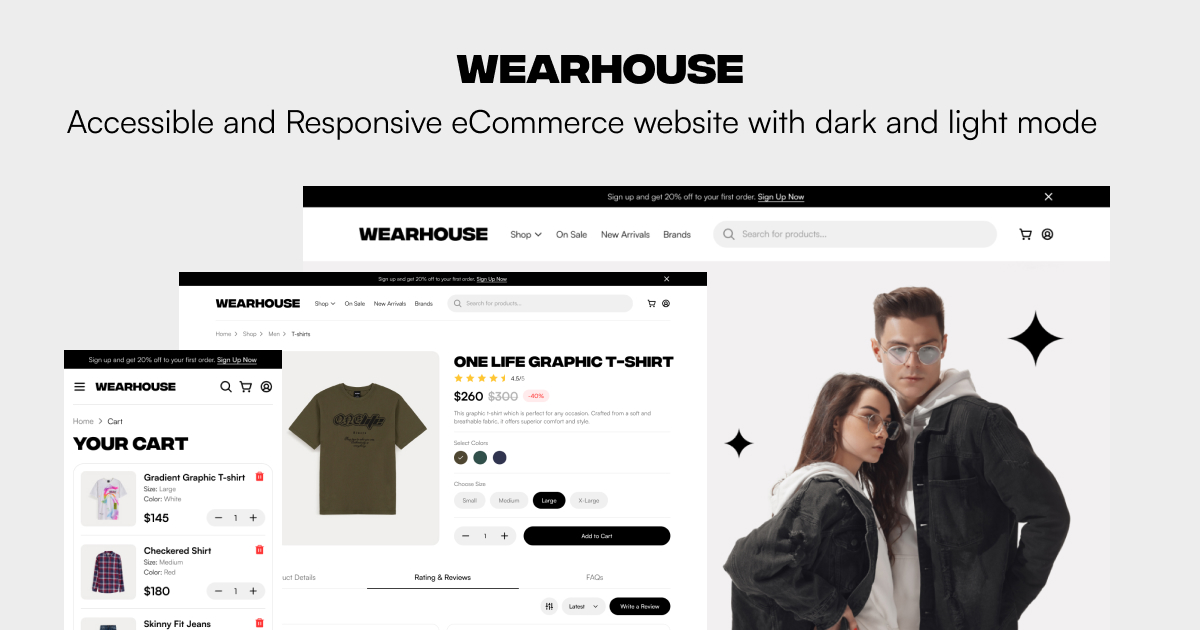 WEARHOUSE
Accessible and Responsive eCommerce website with dark and light mode
Sign up and get 20% off to your first order. Sign Up Now
WEARHOUSE
Shop
On Sale
New Arrivals
Brands
Search for products...
Sign up and get 20% off to your first order. Sign Up Now
WEARHOUSE
Shop
On Sale
New Arrivals
Brands
Search for products...
Home
Shop
Men
T-shirts
ONE LIFE GRAPHIC T-SHIRT
4.5/5
$260
$300
-40%
This graphic t-shirt which is perfect for any occasion. Crafted from a soft and
breathable fabric, it offers superior comfort and style.
Select Colors
Choose Size
Small
Medium
Large
X-Large
1
Add to Cart
uct Details
Rating & Reviews
FAQs
Latest
Write a Review
Sign up and get 20% off to your first order. Sign Up Now
WEARHOUSE
Home
Cart
YOUR CART
Gradient Graphic T-shirt
Size: Large
Color: White
$145
1
Checkered Shirt
Size: Medium
Color: Red
$180
1
Skinny Fit Jeans